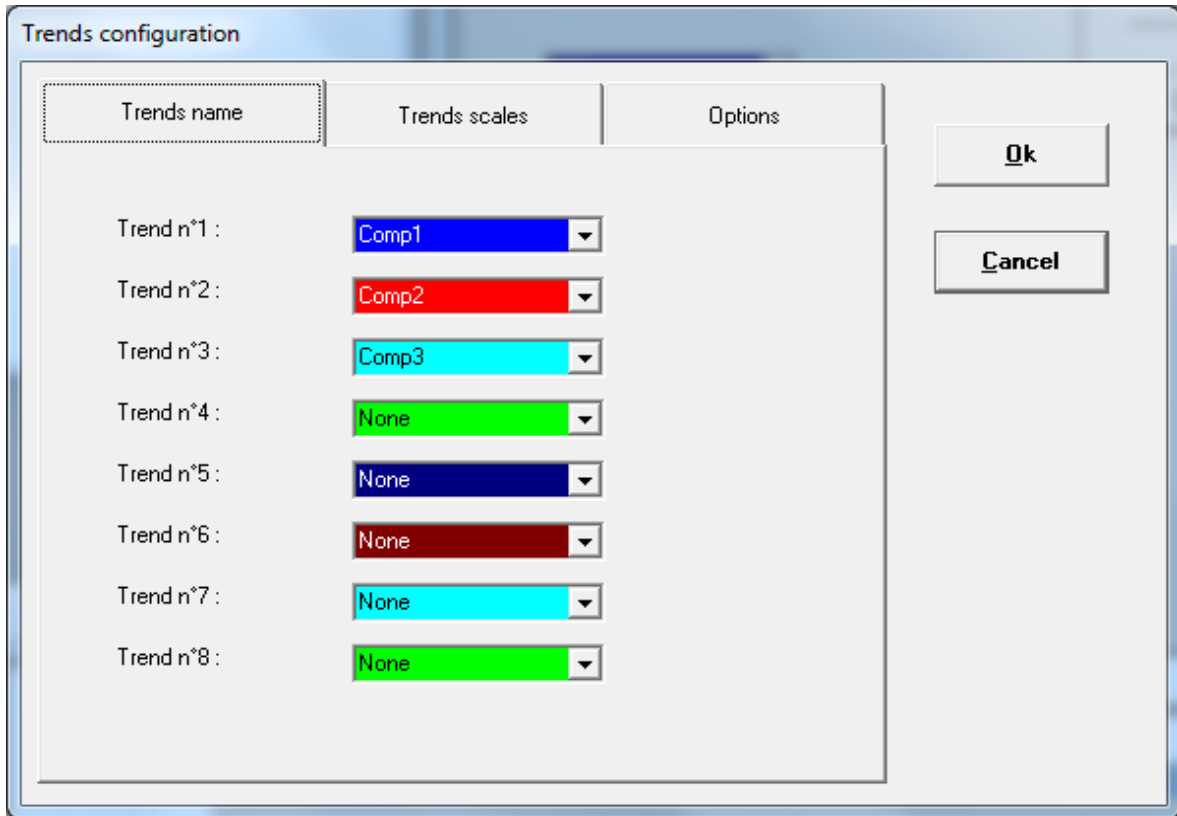 Trends configuration
Trends name Trends scales Options
Ok
Cancel
Trend n°1 : Comp1
Trend n°2 : Comp2
Trend n°3 : Comp3
Trend n°4 : None
Trend n°5 : None
Trend n°6 : None
Trend n°7 : None
Trend n°8 : None